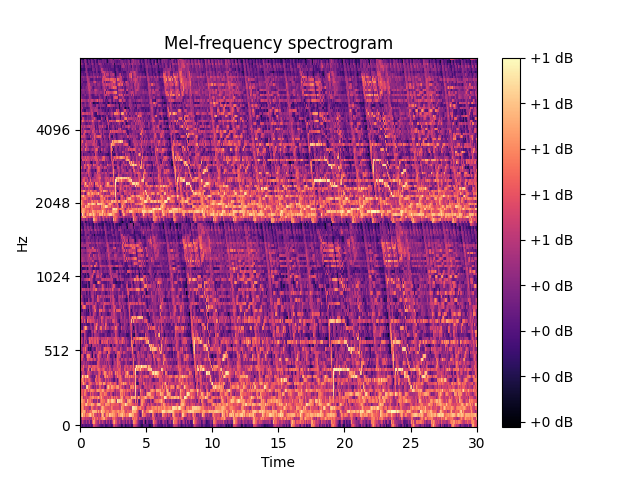 Mel-frequency spectrogram
Hz
4096
2048
1024
512
0
0 5 10 15 20 25 30
Time
+1 dB
+1 dB
+1 dB
+1 dB
+1 dB
+0 dB
+0 dB
+0 dB
+0 dB